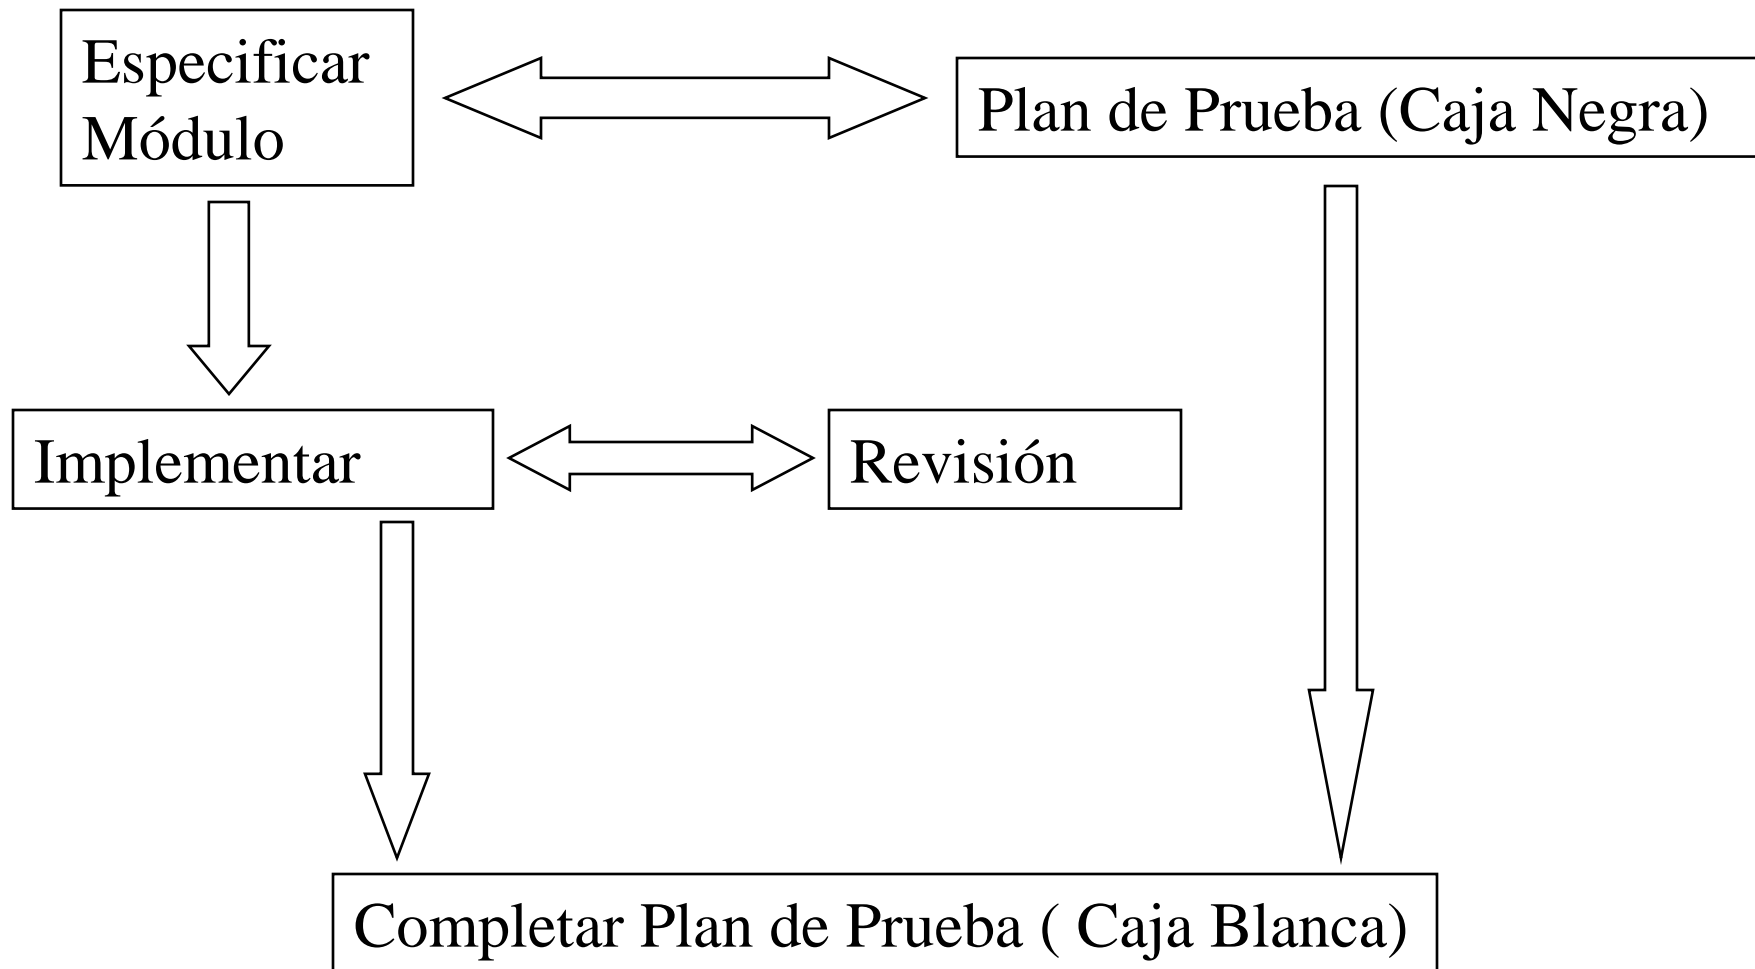 Especificar
Módulo
Plan de Prueba (Caja Negra)
Implementar
Revisión
Completar Plan de Prueba ( Caja Blanca)